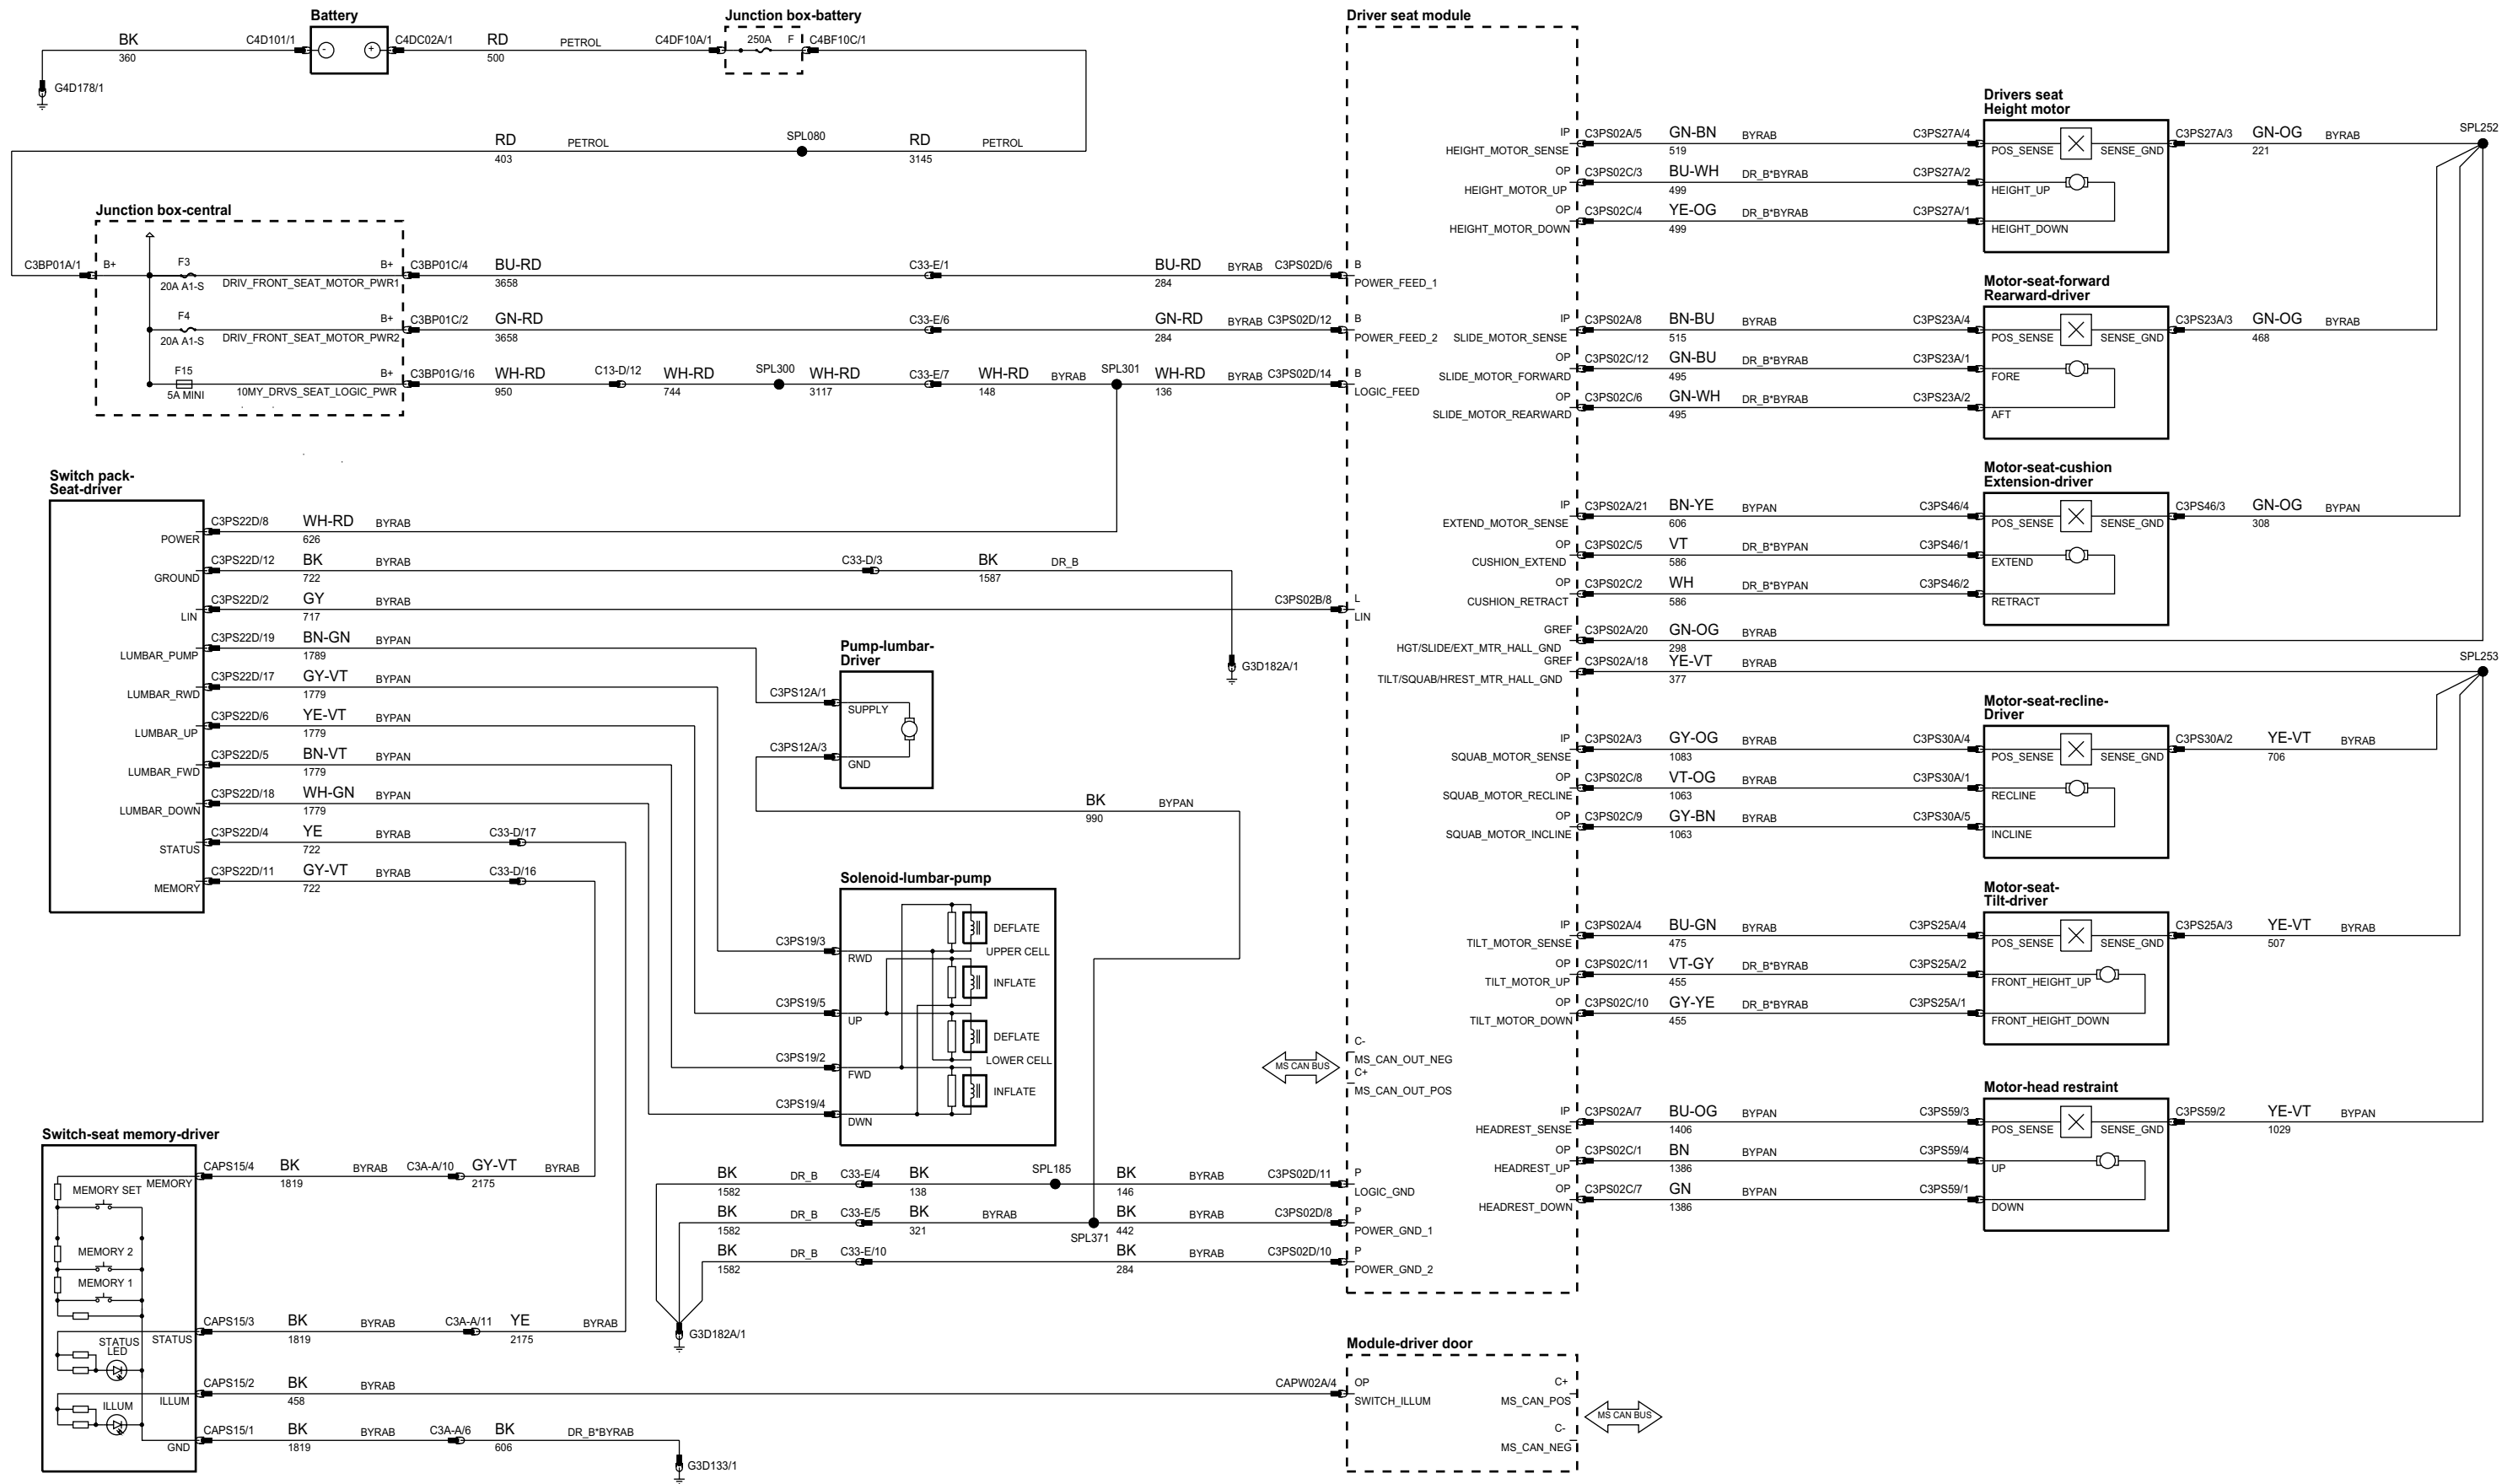 Battery
Junction box-battery
Driver seat module
BK
360
C4D101/1
-
+
C4DC02A/1
RD
500
PETROL
C4DF10A/1
250A
F
C4BF10C/1
G4D178/1
RD
403
PETROL
SPL080
RD
3145
PETROL
Junction box-central
C3BP01A/1
B+
F3
20A A1-S
B+
DRIV_FRONT_SEAT_MOTOR_PWR1
C3BP01C/4
BU-RD
3658
C33-E/1
BU-RD
284
BYRAB
C3PS02D/6
B
POWER_FEED_1
F4
20A A1-S
B+
DRIV_FRONT_SEAT_MOTOR_PWR2
C3BP01C/2
GN-RD
3658
C33-E/6
GN-RD
284
BYRAB
C3PS02D/12
B
POWER_FEED_2
F15
5A MINI
B+
10MY_DRVS_SEAT_LOGIC_PWR
C3BP01G/16
WH-RD
950
C13-D/12
WH-RD
744
SPL300
WH-RD
3117
C33-E/7
WH-RD
148
BYRAB
SPL301
WH-RD
136
BYRAB
C3PS02D/14
B
LOGIC_FEED
Switch pack-
Seat-driver
POWER
C3PS22D/8
WH-RD
626
BYRAB
GROUND
C3PS22D/12
BK
722
BYRAB
C33-D/3
BK
1587
DR_B
G3D182A/1
LIN
C3PS22D/2
GY
717
BYRAB
C3PS02B/8
L
LIN
LUMBAR_PUMP
C3PS22D/19
BN-GN
1789
BYPAN
LUMBAR_RWD
C3PS22D/17
GY-VT
1779
BYPAN
LUMBAR_UP
C3PS22D/6
YE-VT
1779
BYPAN
LUMBAR_FWD
C3PS22D/5
BN-VT
1779
BYPAN
LUMBAR_DOWN
C3PS22D/18
WH-GN
1779
BYPAN
STATUS
C3PS22D/4
YE
722
BYRAB
C33-D/17
MEMORY
C3PS22D/11
GY-VT
722
BYRAB
C33-D/16
Pump-lumbar-
Driver
C3PS12A/1
SUPPLY
C3PS12A/3
GND
BK
990
BYPAN
Solenoid-lumbar-pump
C3PS19/3
RWD
C3PS19/5
UP
C3PS19/2
FWD
C3PS19/4
DWN
DEFLATE
UPPER CELL
INFLATE
DEFLATE
LOWER CELL
INFLATE
Switch-seat memory-driver
MEMORY
MEMORY SET
MEMORY 2
MEMORY 1
STATUS
STATUS
LED
ILLUM
ILLUM
GND
CAPS15/4
BK
1819
BYRAB
C3A-A/10
GY-VT
2175
BYRAB
CAPS15/3
BK
1819
BYRAB
C3A-A/11
YE
2175
BYRAB
CAPS15/2
BK
458
BYRAB
CAPW02A/4
CAPS15/1
BK
1819
BYRAB
C3A-A/6
BK
606
DR_B*BYRAB
G3D133/1
BK
1582
DR_B
C33-E/4
BK
138
SPL185
BK
146
BYRAB
C3PS02D/11
P
LOGIC_GND
BK
1582
DR_B
C33-E/5
BK
321
BYRAB
SPL371
BK
442
BYRAB
C3PS02D/8
P
POWER_GND_1
BK
1582
DR_B
C33-E/10
BK
284
BYRAB
C3PS02D/10
P
POWER_GND_2
G3D182A/1
MS CAN BUS
C-
MS_CAN_OUT_NEG
C+
MS_CAN_OUT_POS
Module-driver door
OP
SWITCH_ILLUM
C+
MS_CAN_POS
C-
MS_CAN_NEG
MS CAN BUS
Drivers seat
Height motor
IP
HEIGHT_MOTOR_SENSE
C3PS02A/5
GN-BN
519
BYRAB
C3PS27A/4
POS_SENSE
SENSE_GND
C3PS27A/3
GN-OG
221
BYRAB
SPL252
OP
HEIGHT_MOTOR_UP
C3PS02C/3
BU-WH
499
DR_B*BYRAB
C3PS27A/2
HEIGHT_UP
OP
HEIGHT_MOTOR_DOWN
C3PS02C/4
YE-OG
499
DR_B*BYRAB
C3PS27A/1
HEIGHT_DOWN
Motor-seat-forward
Rearward-driver
IP
SLIDE_MOTOR_SENSE
C3PS02A/8
BN-BU
515
BYRAB
C3PS23A/4
POS_SENSE
SENSE_GND
C3PS23A/3
GN-OG
468
BYRAB
OP
SLIDE_MOTOR_FORWARD
C3PS02C/12
GN-BU
495
DR_B*BYRAB
C3PS23A/1
FORE
OP
SLIDE_MOTOR_REARWARD
C3PS02C/6
GN-WH
495
DR_B*BYRAB
C3PS23A/2
AFT
Motor-seat-cushion
Extension-driver
IP
EXTEND_MOTOR_SENSE
C3PS02A/21
BN-YE
606
BYPAN
C3PS46/4
POS_SENSE
SENSE_GND
C3PS46/3
GN-OG
308
BYPAN
OP
CUSHION_EXTEND
C3PS02C/5
VT
586
DR_B*BYPAN
C3PS46/1
EXTEND
OP
CUSHION_RETRACT
C3PS02C/2
WH
586
DR_B*BYPAN
C3PS46/2
RETRACT
GREF
HGT/SLIDE/EXT_MTR_HALL_GND
C3PS02A/20
GN-OG
298
BYRAB
GREF
TILT/SQUAB/HREST_MTR_HALL_GND
C3PS02A/18
YE-VT
377
BYRAB
SPL253
Motor-seat-recline-
Driver
IP
SQUAB_MOTOR_SENSE
C3PS02A/3
GY-OG
1083
BYRAB
C3PS30A/4
POS_SENSE
SENSE_GND
C3PS30A/2
YE-VT
706
BYRAB
OP
SQUAB_MOTOR_RECLINE
C3PS02C/8
VT-OG
1063
BYRAB
C3PS30A/1
RECLINE
OP
SQUAB_MOTOR_INCLINE
C3PS02C/9
GY-BN
1063
BYRAB
C3PS30A/5
INCLINE
Motor-seat-
Tilt-driver
IP
TILT_MOTOR_SENSE
C3PS02A/4
BU-GN
475
BYRAB
C3PS25A/4
POS_SENSE
SENSE_GND
C3PS25A/3
YE-VT
507
BYRAB
OP
TILT_MOTOR_UP
C3PS02C/11
VT-GY
455
DR_B*BYRAB
C3PS25A/2
FRONT_HEIGHT_UP
OP
TILT_MOTOR_DOWN
C3PS02C/10
GY-YE
455
DR_B*BYRAB
C3PS25A/1
FRONT_HEIGHT_DOWN
Motor-head restraint
IP
HEADREST_SENSE
C3PS02A/7
BU-OG
1406
BYPAN
C3PS59/3
POS_SENSE
SENSE_GND
C3PS59/2
YE-VT
1029
BYPAN
OP
HEADREST_UP
C3PS02C/1
BN
1386
BYPAN
C3PS59/4
UP
OP
HEADREST_DOWN
C3PS02C/7
GN
1386
BYPAN
C3PS59/1
DOWN